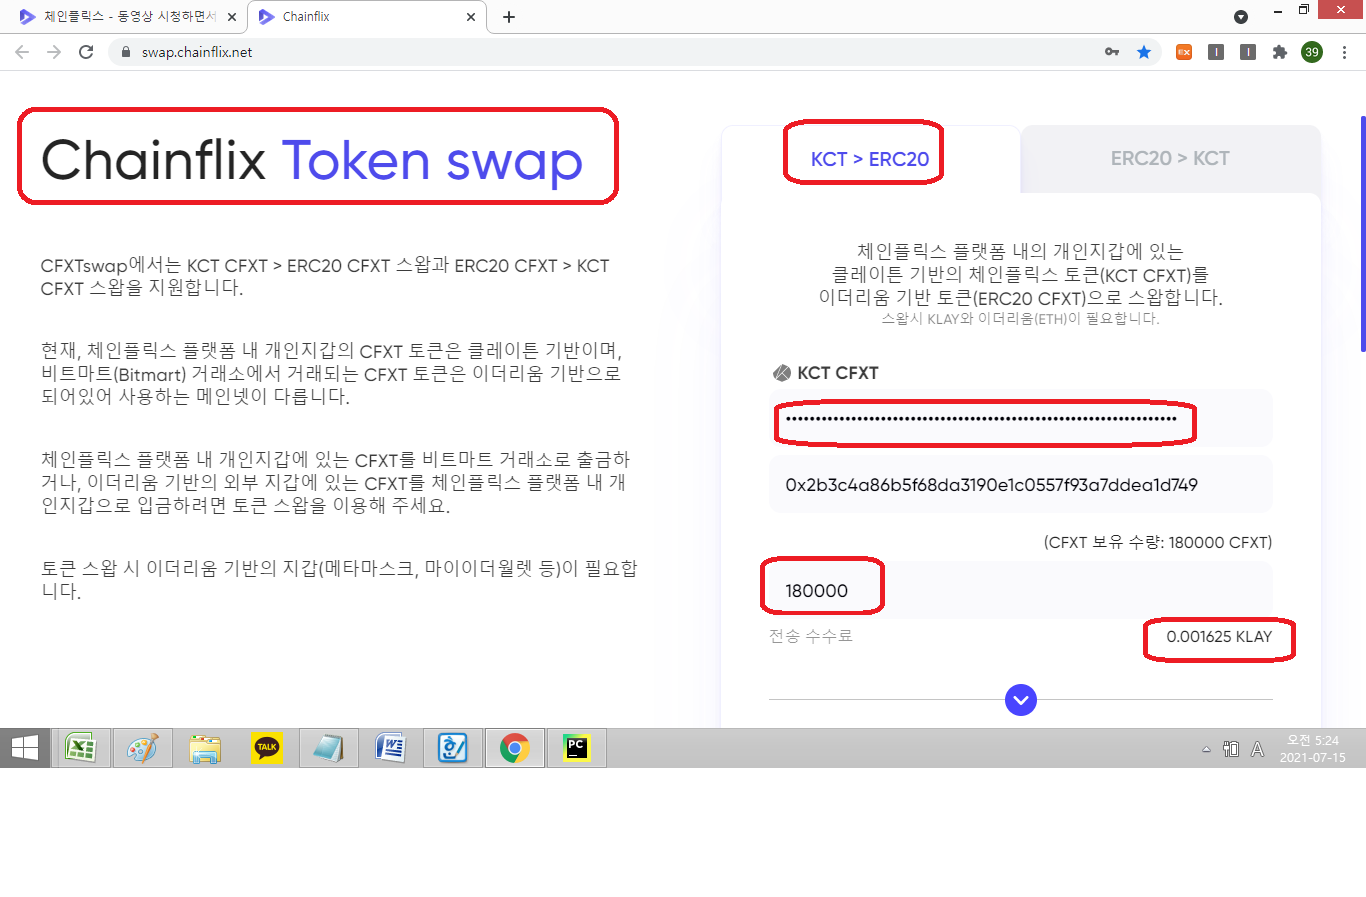 체인플릭스 - 동영상 시청하면서
Chainflix
swap.chainflix.net
39
Chainflix Token swap
CFXTswap에서는 KCT CFXT > ERC20 CFXT 스왑과 ERC20 CFXT > KCT
CFXT 스왑을 지원합니다.
현재, 체인플릭스 플랫폼 내 개인지갑의 CFXT 토큰은 클레이튼 기반이며,
비트마트(Bitmart) 거래소에서 거래되는 CFXT 토큰은 이더리움 기반으로
되어있어 사용하는 메인넷이 다릅니다.
체인플릭스 플랫폼 내 개인지갑에 있는 CFXT를 비트마트 거래소로 출금하
거나, 이더리움 기반의 외부 지갑에 있는 CFXT를 체인플릭스 플랫폼 내 개
인지갑으로 입금하려면 토큰 스왑을 이용해 주세요.
토큰 스왑 시 이더리움 기반의 지갑(메타마스크, 마이이더월렛 등)이 필요합
니다.
KCT > ERC20
ERC20 > KCT
체인플릭스 플랫폼 내의 개인지갑에 있는
클레이튼 기반의 체인플릭스 토큰(KCT CFXT)를
이더리움 기반 토큰(ERC20 CFXT)으로 스왑합니다.
스왑시 KLAY와 이더리움(ETH)이 필요합니다.
KCT CFXT
0x2b3c4a86b5f68da3190e1c0557f93a7ddea1d749
(CFXT 보유 수량: 180000 CFXT)
180000
전송 수수료
0.001625 KLAY
TALK
PC
A
오전 5:24
2021-07-15